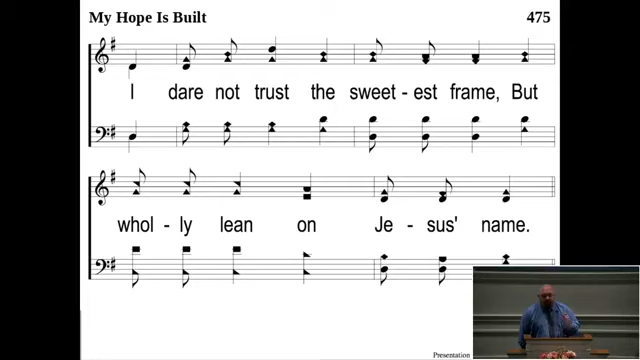 My Hope Is Built 475
I dare not trust the sweet - est frame, But
whol - ly lean on Je - sus' name.
Presentation